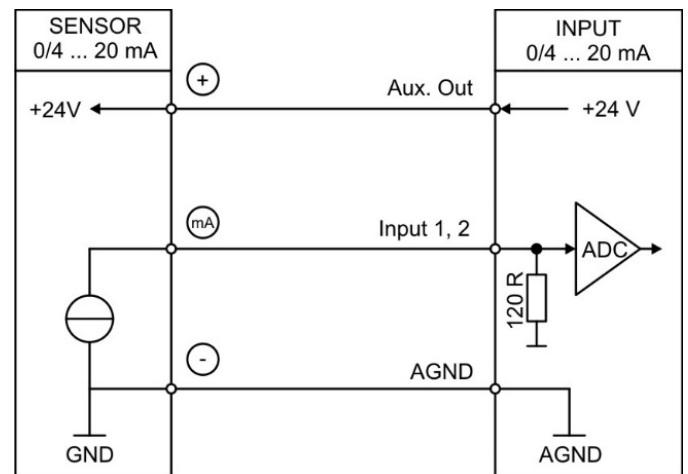 SENSOR
0/4 ... 20 mA
INPUT
0/4 ... 20 mA
+
Aux. Out
+24V
+24 V
mA
Input 1, 2
ADC
120 R
-
AGND
GND
AGND